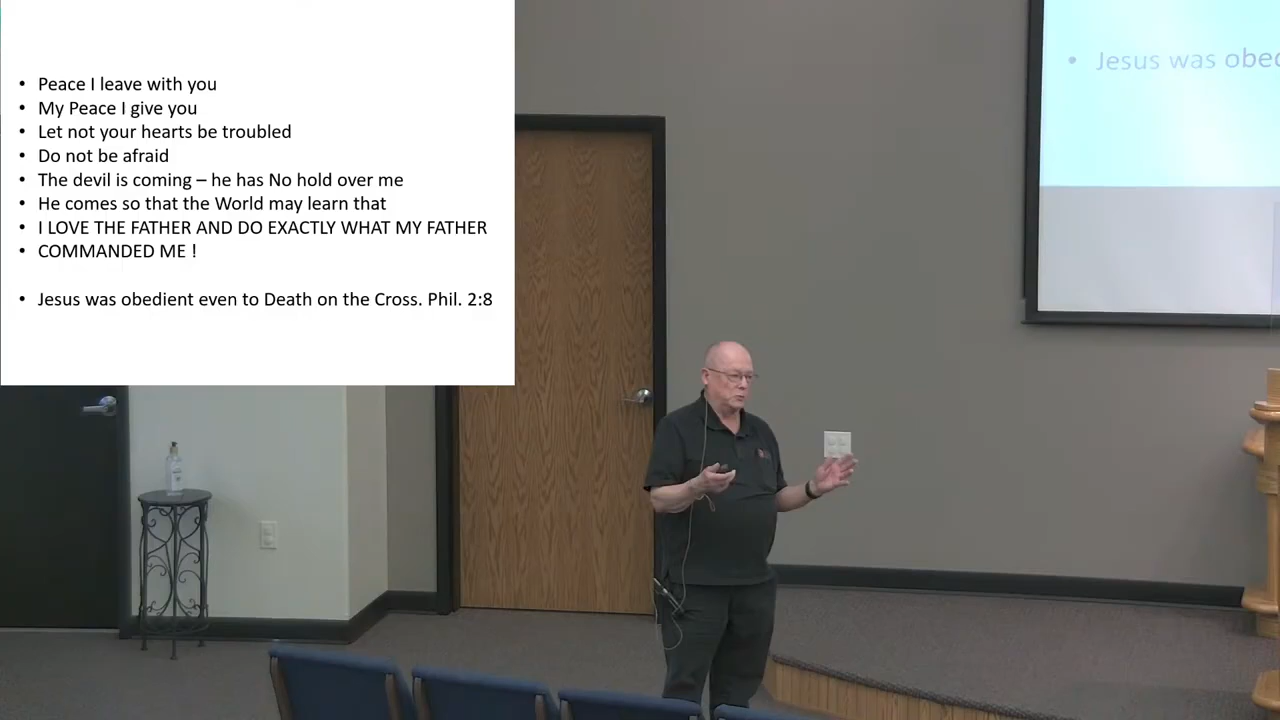 • Peace I leave with you
• My Peace I give you
• Let not your hearts be troubled
• Do not be afraid
• The devil is coming – he has No hold over me
• He comes so that the World may learn that
• I LOVE THE FATHER AND DO EXACTLY WHAT MY FATHER
• COMMANDED ME !
• Jesus was obedient even to Death on the Cross. Phil. 2:8
• Jesus was obed